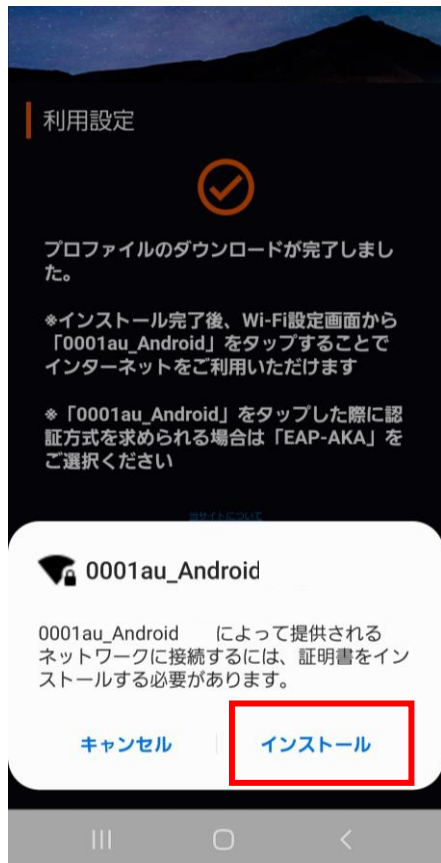 利用設定
プロファイルのダウンロードが完了しまし
た。
※インストール完了後、Wi-Fi設定画面から
「0001au_Android」をタップすることで
インターネットをご利用いただけます
※「0001au_Android」をタップした際に認
証方式を求められる場合は「EAP-AKA」を
ご選択ください
当サイトについて
0001au_Android
0001au_Android によって提供される
ネットワークに接続するには、証明書をイン
ストールする必要があります。
キャンセル インストール